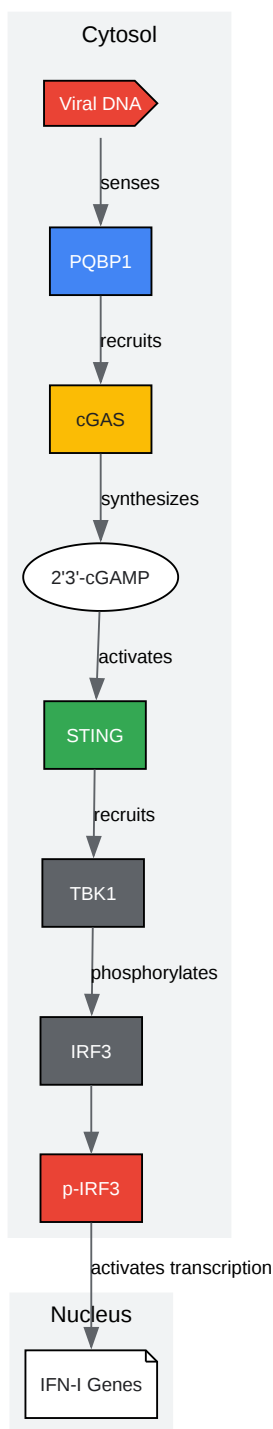 Cytosol
Viral DNA
senses
PQBP1
recruits
cGAS
synthesizes
2'3'-cGAMP
activates
STING
recruits
TBK1
phosphorylates
IRF3
p-IRF3
activates transcription
Nucleus
IFN-I Genes